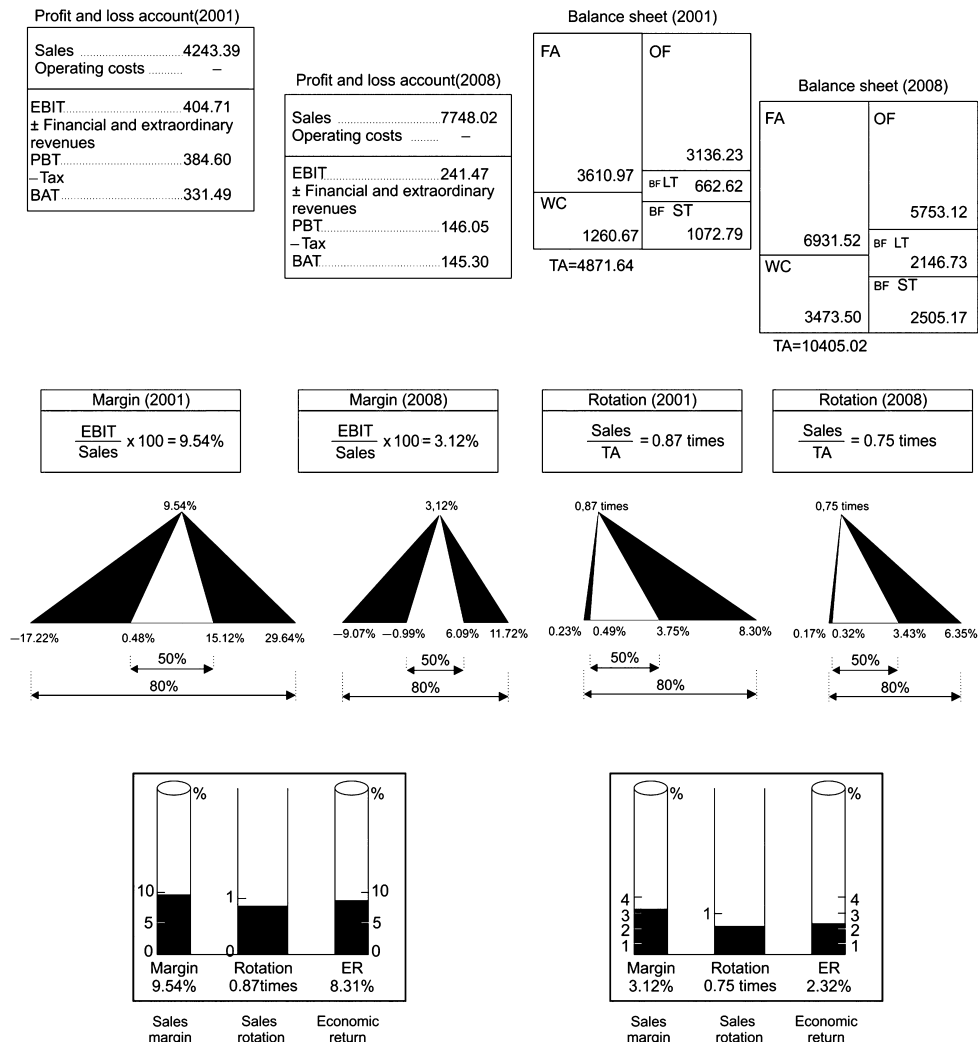 Profit and loss account(2001)
Sales ........................ 4243.39
Operating costs .......... –
EBIT........................... 404.71
± Financial and extraordinary
revenues
PBT............................ 384.60
–Tax
BAT............................ 331.49
Profit and loss account(2008)
Sales ........................ 7748.02
Operating costs ........ –
EBIT........................... 241.47
± Financial and extraordinary
revenues
PBT............................ 146.05
–Tax
BAT............................ 145.30
Balance sheet (2001)
FA
OF
3136.23
3610.97
BF LT 662.62
WC
BF ST
1260.67
1072.79
TA=4871.64
Balance sheet (2008)
FA
OF
5753.12
6931.52
BF LT
WC
2146.73
BF ST
3473.50
2505.17
TA=10405.02
Margin (2001)
EBIT
Sales
x 100 = 9.54%
Margin (2008)
EBIT
Sales
x 100 = 3.12%
Rotation (2001)
Sales
TA
= 0.87 times
Rotation (2008)
Sales
TA
= 0.75 times
9.54%
–17.22% 0.48% 15.12% 29.64%
50%
80%
3,12%
–9.07% –0.99% 6.09% 11.72%
50%
80%
0,87 times
0.23% 0.49% 3.75% 8.30%
50%
80%
0,75 times
0.17% 0.32% 3.43% 6.35%
50%
80%
% %
10 1 10
5 5
0 0 0
Margin Rotation ER
9.54% 0.87times 8.31%
Sales Sales Economic
margin rotation return
% %
4 4
3 1 3
2 2
1 1
Margin Rotation ER
3.12% 0.75 times 2.32%
Sales Sales Economic
margin rotation return